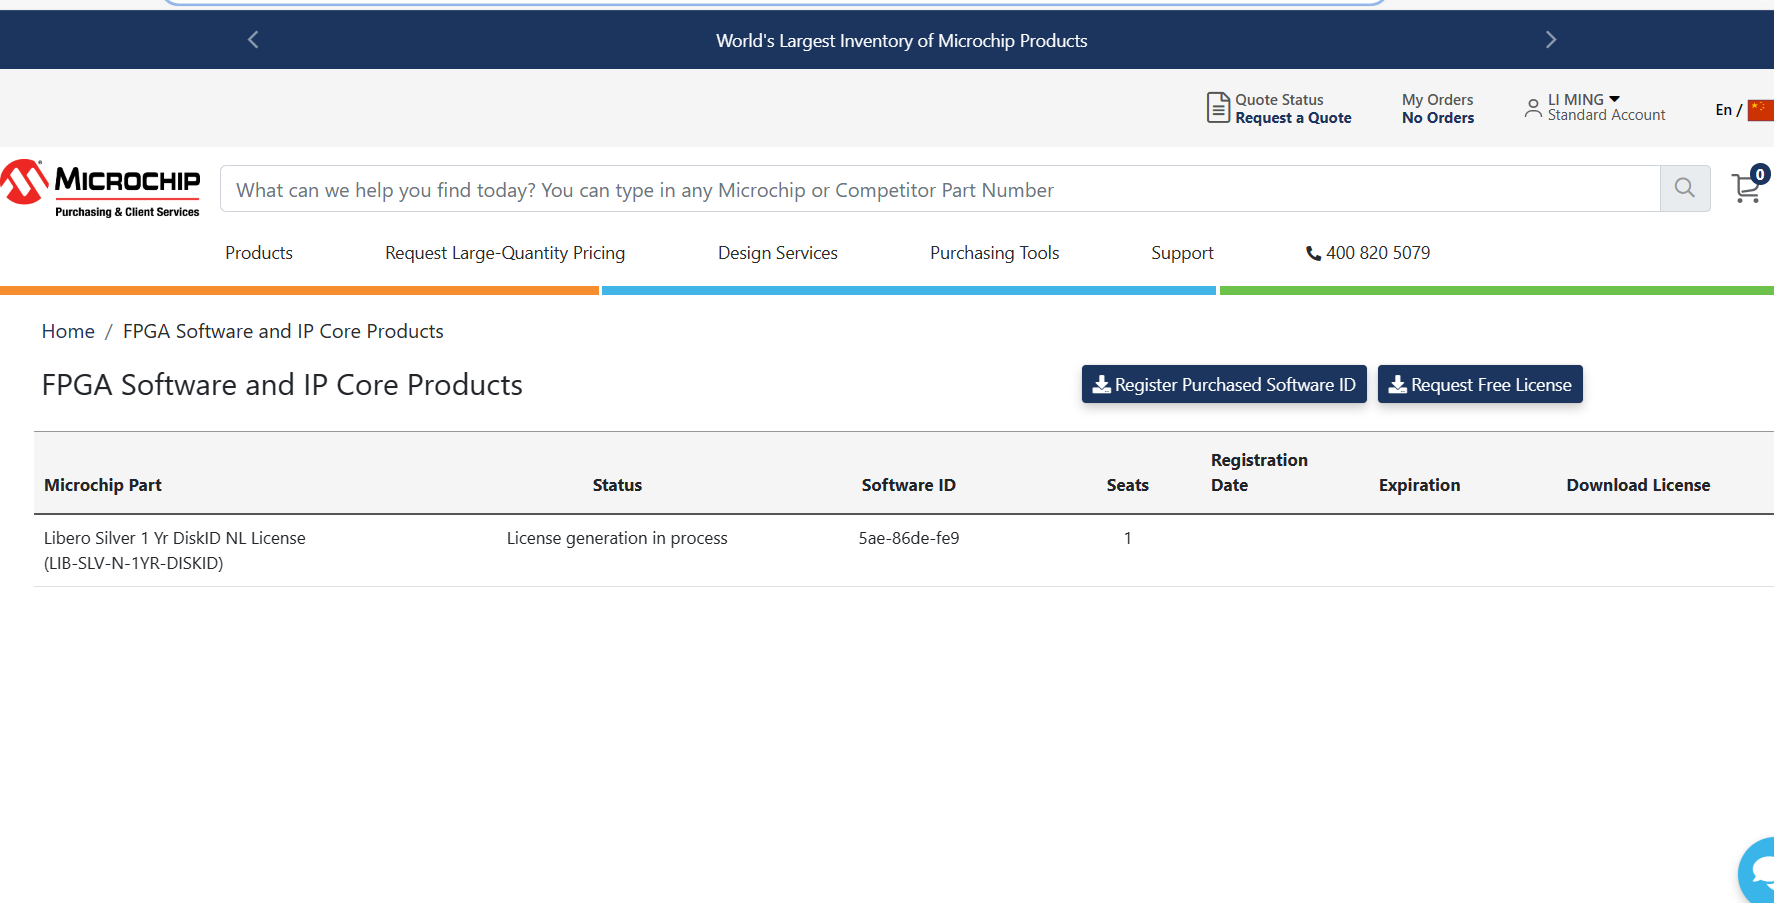 World's Largest Inventory of Microchip Products
Quote Status
Request a Quote
My Orders
No Orders
LI MING
Standard Account
En /
MICROCHIP
Purchasing & Client Services
What can we help you find today? You can type in any Microchip or Competitor Part Number
0
Products
Request Large-Quantity Pricing
Design Services
Purchasing Tools
Support
400 820 5079
Home / FPGA Software and IP Core Products
FPGA Software and IP Core Products
Register Purchased Software ID
Request Free License
Microchip Part
Status
Software ID
Seats
Registration
Date
Expiration
Download License
Libero Silver 1 Yr DiskID NL License
(LIB-SLV-N-1YR-DISKID)
License generation in process
5ae-86de-fe9
1